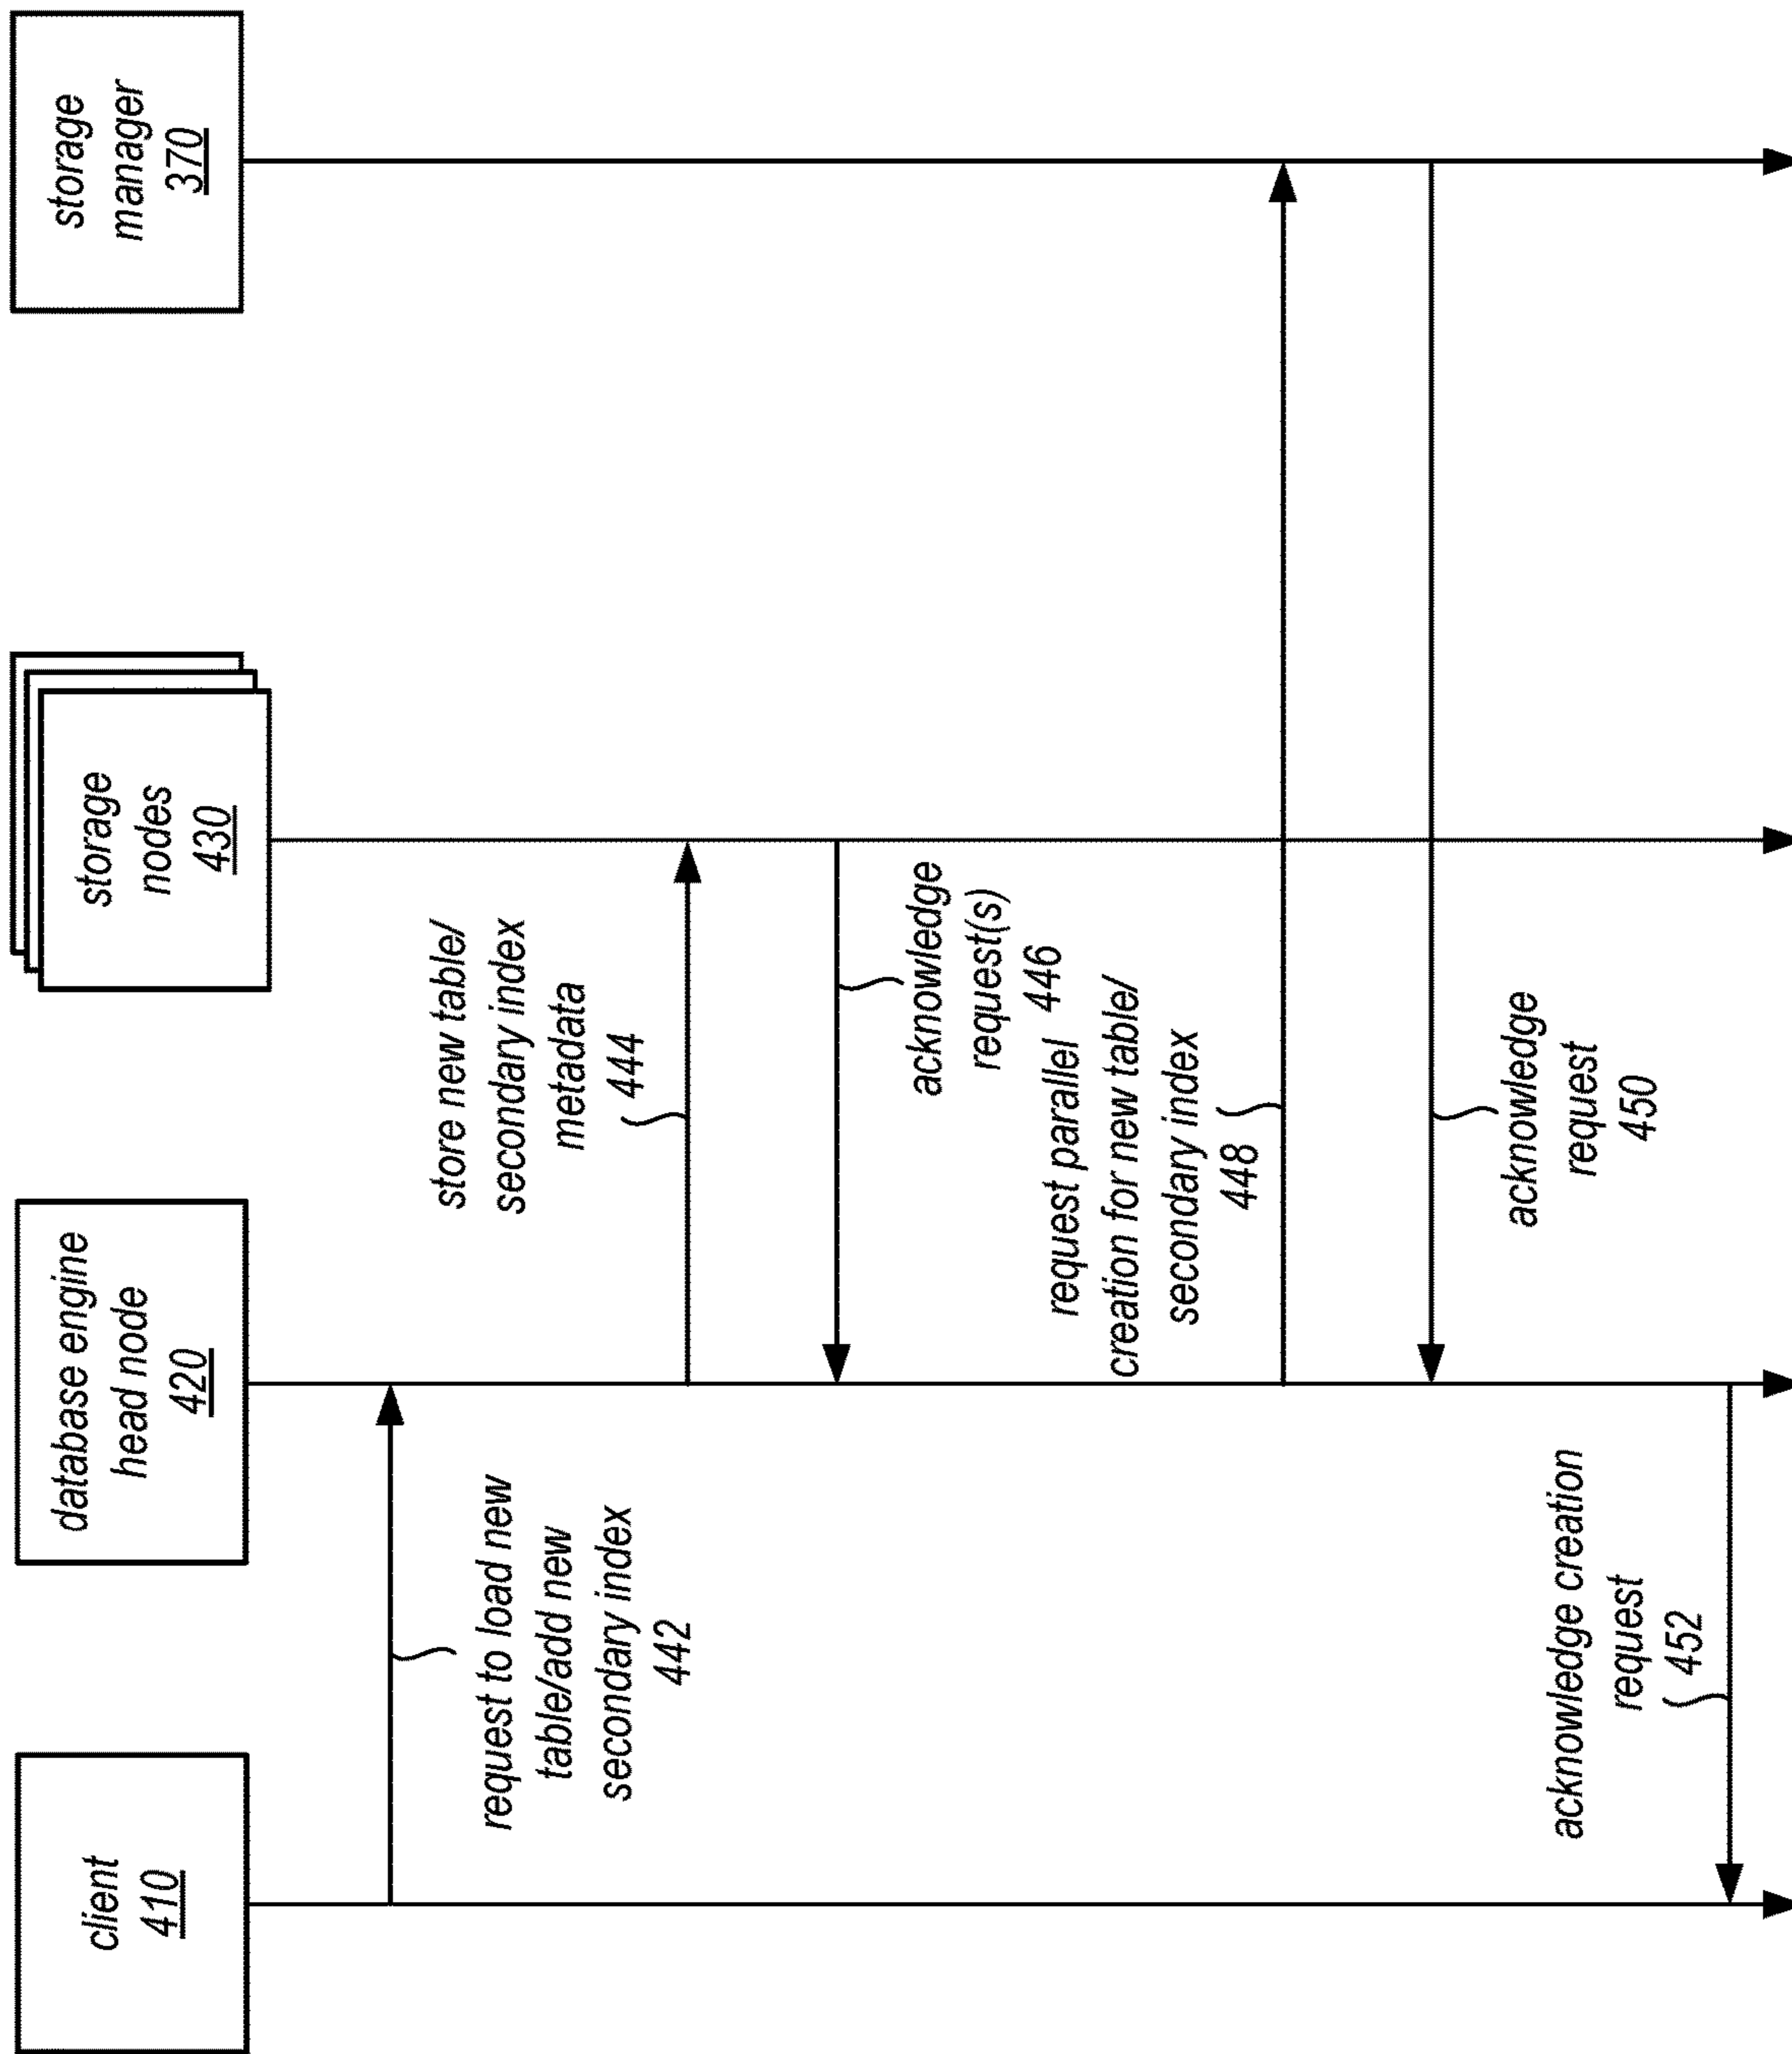 client
410
database engine
head node
420
storage
nodes
430
storage
manager
370
request to load new
table/add new
secondary index
442
store new table/
secondary index
metadata
444
acknowledge
request(s)
446
request parallel
creation for new table/
secondary index
448
acknowledge
request
450
acknowledge creation
request
452